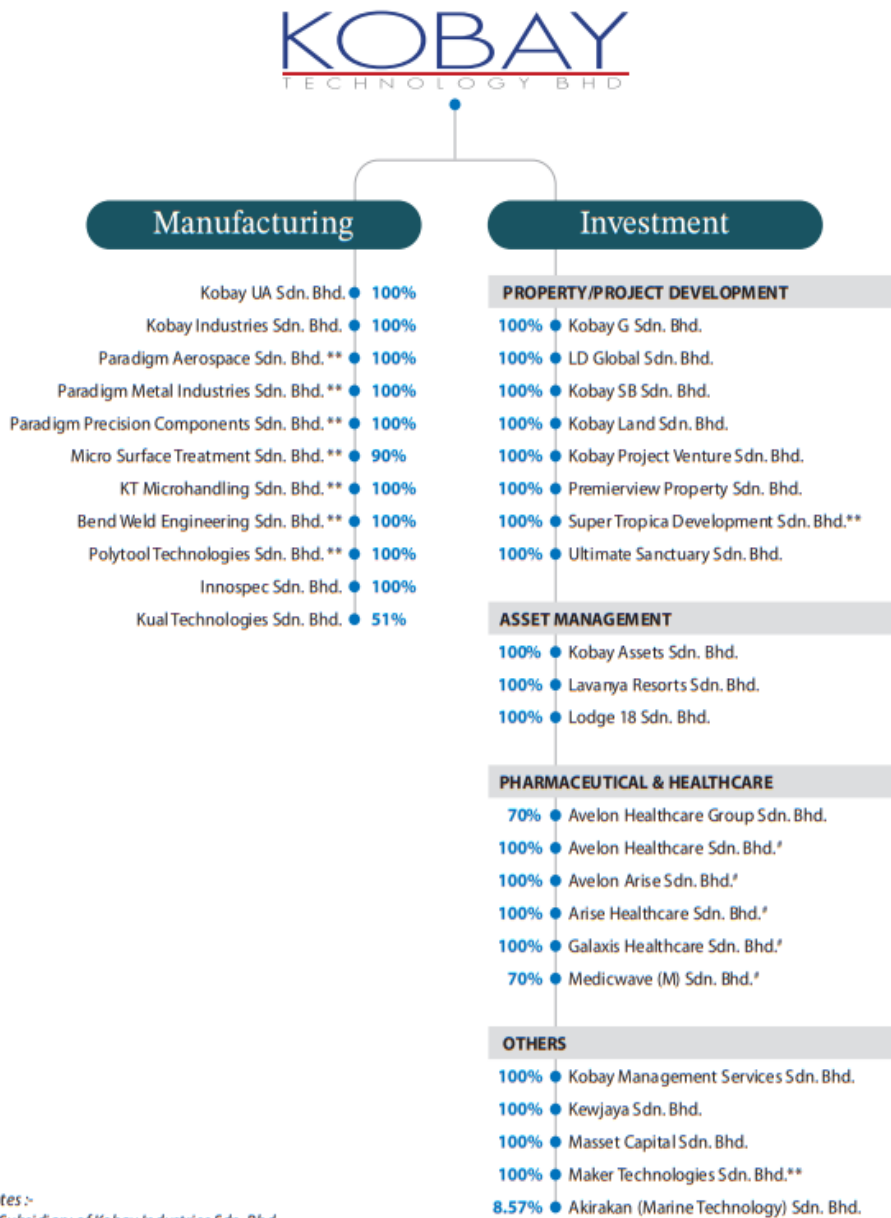 KOBAY
TECHNOLOGY BHD
Manufacturing
Kobay UA Sdn. Bhd. 100%
Kobay Industries Sdn. Bhd. 100%
Paradigm Aerospace Sdn. Bhd. ** 100%
Paradigm Metal Industries Sdn. Bhd. ** 100%
Paradigm Precision Components Sdn. Bhd. ** 100%
Micro Surface Treatment Sdn. Bhd. ** 90%
KT Microhandling Sdn. Bhd. ** 100%
Bend Weld Engineering Sdn. Bhd. ** 100%
Polytool Technologies Sdn. Bhd. ** 100%
Innospec Sdn. Bhd. 100%
Kual Technologies Sdn. Bhd. 51%
Investment
PROPERTY/PROJECT DEVELOPMENT
100% Kobay G Sdn. Bhd.
100% LD Global Sdn. Bhd.
100% Kobay SB Sdn. Bhd.
100% Kobay Land Sdn. Bhd.
100% Kobay Project Venture Sdn. Bhd.
100% Premierview Property Sdn. Bhd.
100% Super Tropica Development Sdn. Bhd.**
100% Ultimate Sanctuary Sdn. Bhd.
ASSET MANAGEMENT
100% Kobay Assets Sdn. Bhd.
100% Lavanya Resorts Sdn. Bhd.
100% Lodge 18 Sdn. Bhd.
PHARMACEUTICAL & HEALTHCARE
70% Avelon Healthcare Group Sdn. Bhd.
100% Avelon Healthcare Sdn. Bhd.#
100% Avelon Arise Sdn. Bhd.#
100% Arise Healthcare Sdn. Bhd.#
100% Galaxis Healthcare Sdn. Bhd.#
70% Medicwave (M) Sdn. Bhd.#
OTHERS
100% Kobay Management Services Sdn. Bhd.
100% Kewjaya Sdn. Bhd.
100% Masset Capital Sdn. Bhd.
100% Maker Technologies Sdn. Bhd.**
8.57% Akirakan (Marine Technology) Sdn. Bhd.
tes :-